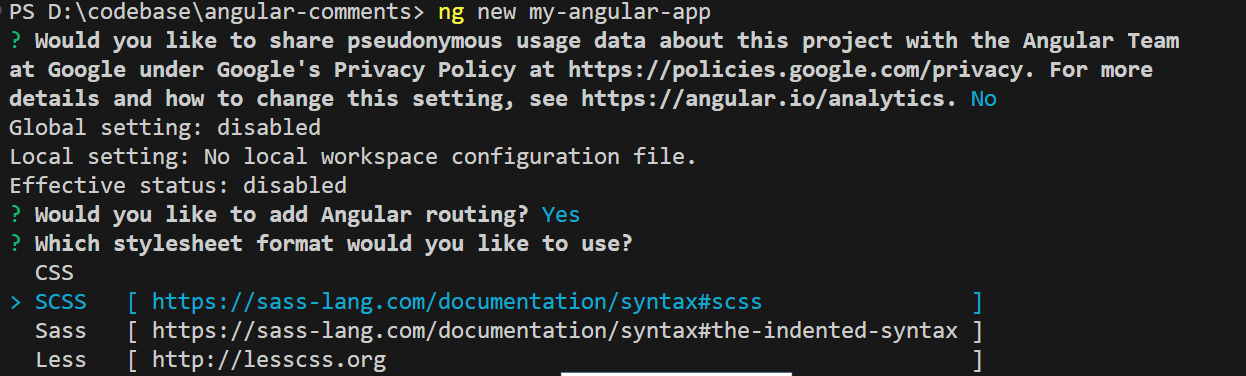 PS D:\codebase\angular-comments> ng new my-angular-app
? Would you like to share pseudonymous usage data about this project with the Angular Team
at Google under Google's Privacy Policy at https://policies.google.com/privacy. For more
details and how to change this setting, see https://angular.io/analytics. No
Global setting: disabled
Local setting: No local workspace configuration file.
Effective status: disabled
? Would you like to add Angular routing? Yes
? Which stylesheet format would you like to use?
  CSS
> SCSS   [ https://sass-lang.com/documentation/syntax#scss                ]
  Sass   [ https://sass-lang.com/documentation/syntax#the-indented-syntax ]
  Less   [ http://lesscss.org                                             ]